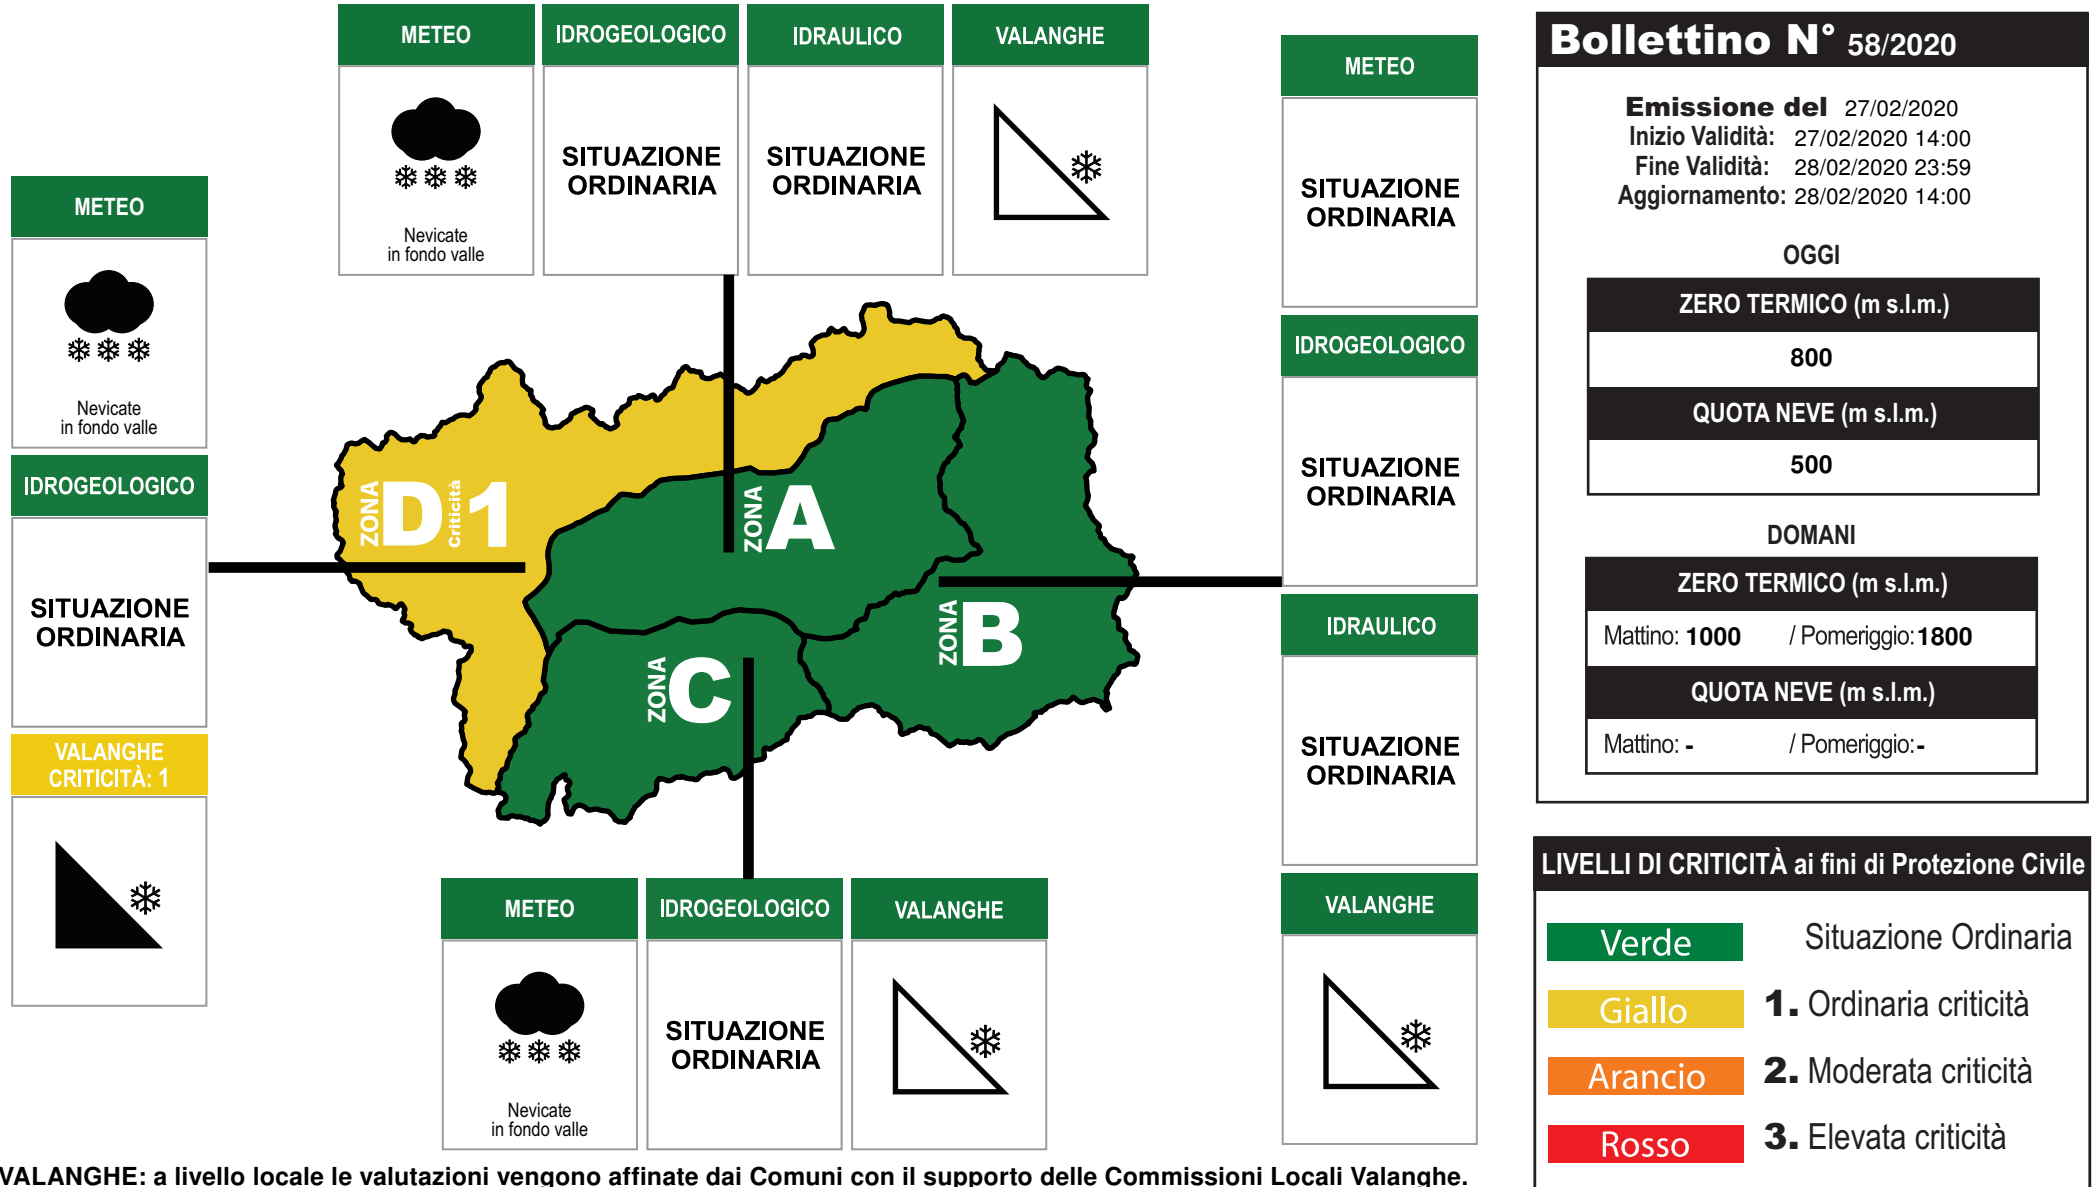 METEO
IDROGEOLOGICO
IDRAULICO
VALANGHE
Nevicate
in fondo valle
SITUAZIONE
ORDINARIA
SITUAZIONE
ORDINARIA
METEO
Nevicate
in fondo valle
IDROGEOLOGICO
SITUAZIONE
ORDINARIA
VALANGHE
CRITICITÀ: 1
ZONA D Criticità 1
ZONA A
ZONA B
ZONA C
METEO
SITUAZIONE
ORDINARIA
IDROGEOLOGICO
SITUAZIONE
ORDINARIA
IDRAULICO
SITUAZIONE
ORDINARIA
VALANGHE
METEO
IDROGEOLOGICO
VALANGHE
Nevicate
in fondo valle
SITUAZIONE
ORDINARIA
VALANGHE: a livello locale le valutazioni vengono affinate dai Comuni con il supporto delle Commissioni Locali Valanghe.
Bollettino N° 58/2020
Emissione del 27/02/2020
Inizio Validità: 27/02/2020 14:00
Fine Validità: 28/02/2020 23:59
Aggiornamento: 28/02/2020 14:00
OGGI
ZERO TERMICO (m s.l.m.)
800
QUOTA NEVE (m s.l.m.)
500
DOMANI
ZERO TERMICO (m s.l.m.)
Mattino: 1000 / Pomeriggio: 1800
QUOTA NEVE (m s.l.m.)
Mattino: - / Pomeriggio: -
LIVELLI DI CRITICITÀ ai fini di Protezione Civile
Verde Situazione Ordinaria
Giallo 1. Ordinaria criticità
Arancio 2. Moderata criticità
Rosso 3. Elevata criticità